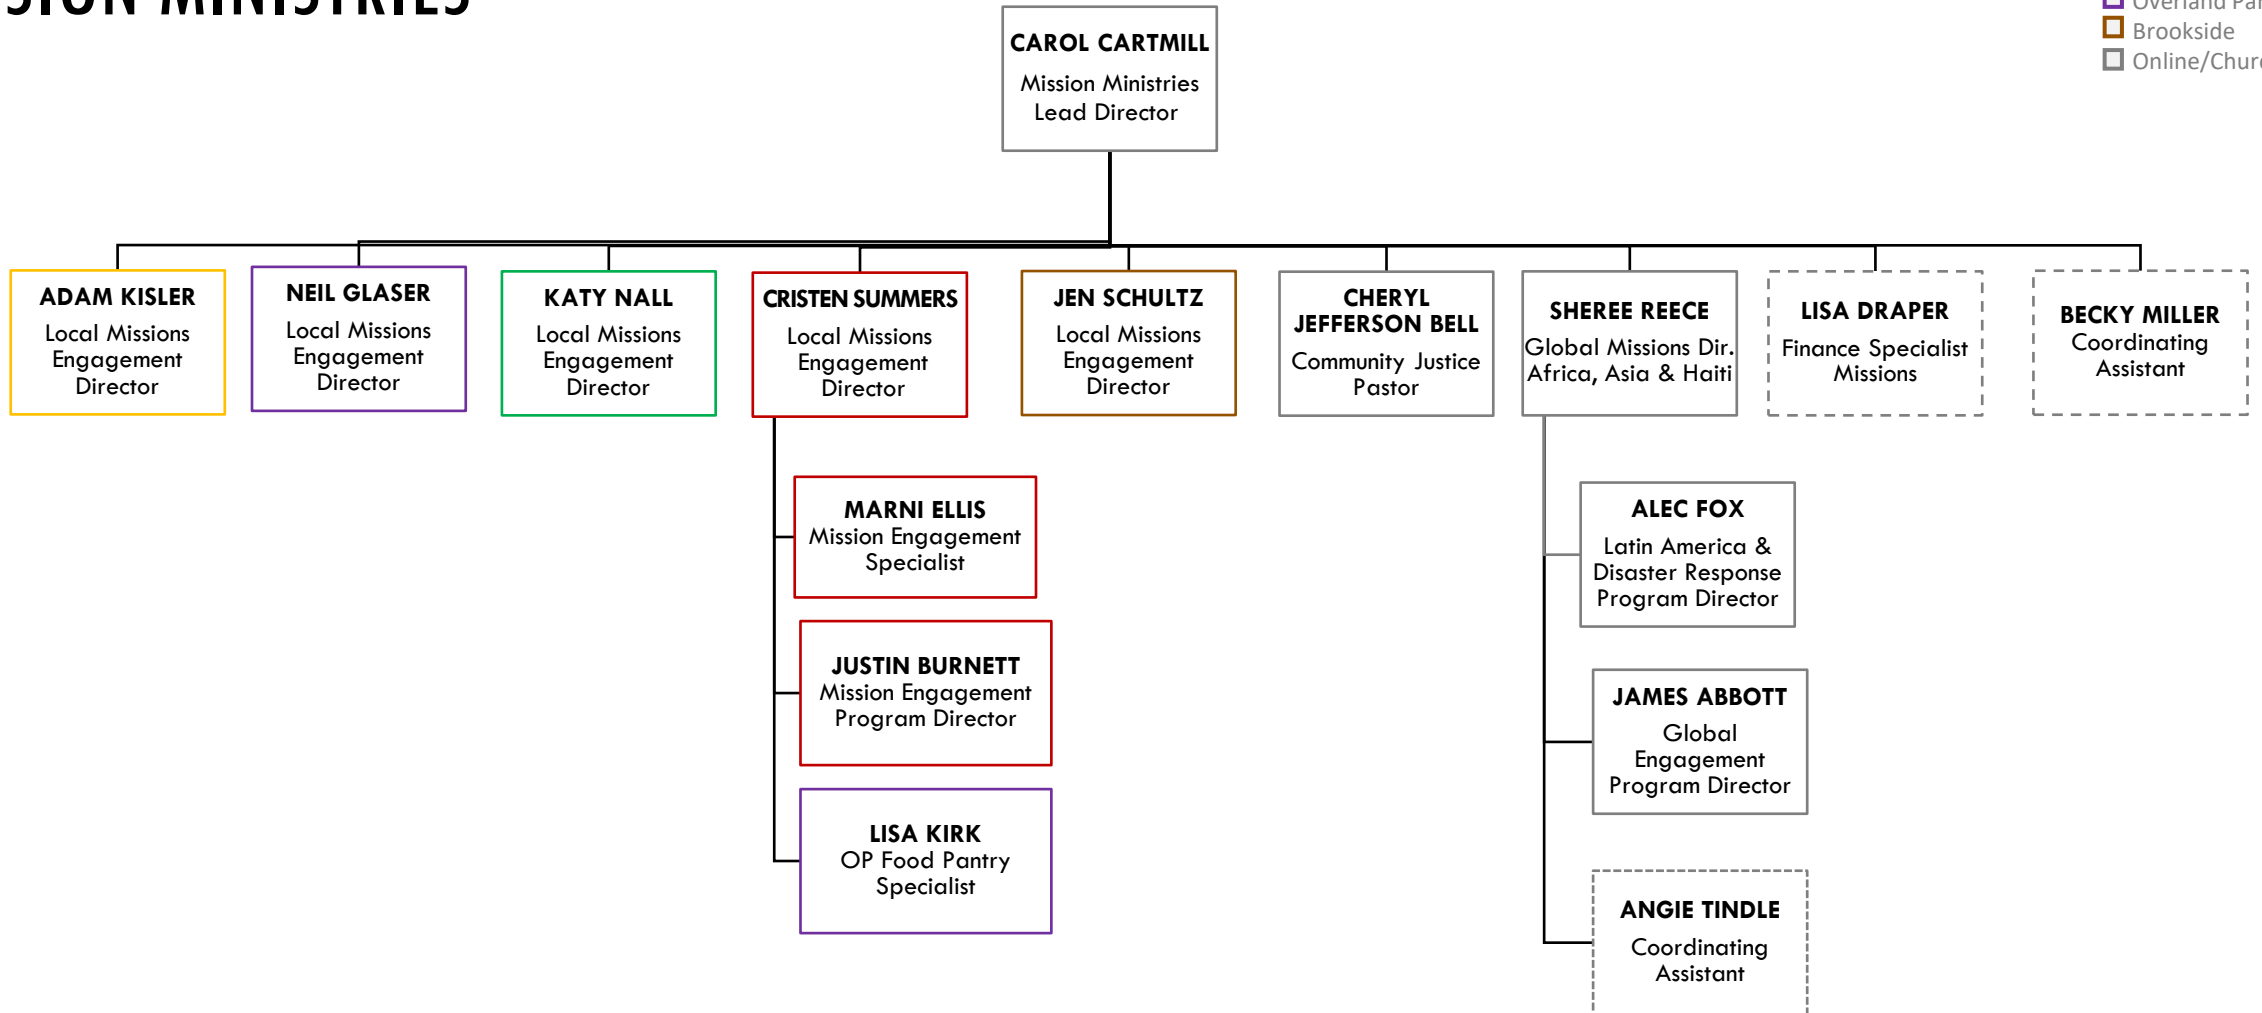 MINISTRIES
Brookside
CAROL CARTMILL
Mission Ministries
Lead Director
ADAM KISLER
Local Missions
Engagement
Director
NEIL GLASER
Local Missions
Engagement
Director
KATY NALL
Local Missions
Engagement
Director
CRISTEN SUMMERS
Local Missions
Engagement
Director
JEN SCHULTZ
Local Missions
Engagement
Director
CHERYL
JEFFERSON BELL
Community Justice
Pastor
SHEREE REECE
Global Missions Dir.
Africa, Asia & Haiti
LISA DRAPER
Finance Specialist
Missions
BECKY MILLER
Coordinating
Assistant
MARNI ELLIS
Mission Engagement
Specialist
JUSTIN BURNETT
Mission Engagement
Program Director
LISA KIRK
OP Food Pantry
Specialist
ALEC FOX
Latin America &
Disaster Response
Program Director
JAMES ABBOTT
Global
Engagement
Program Director
ANGIE TINDLE
Coordinating
Assistant